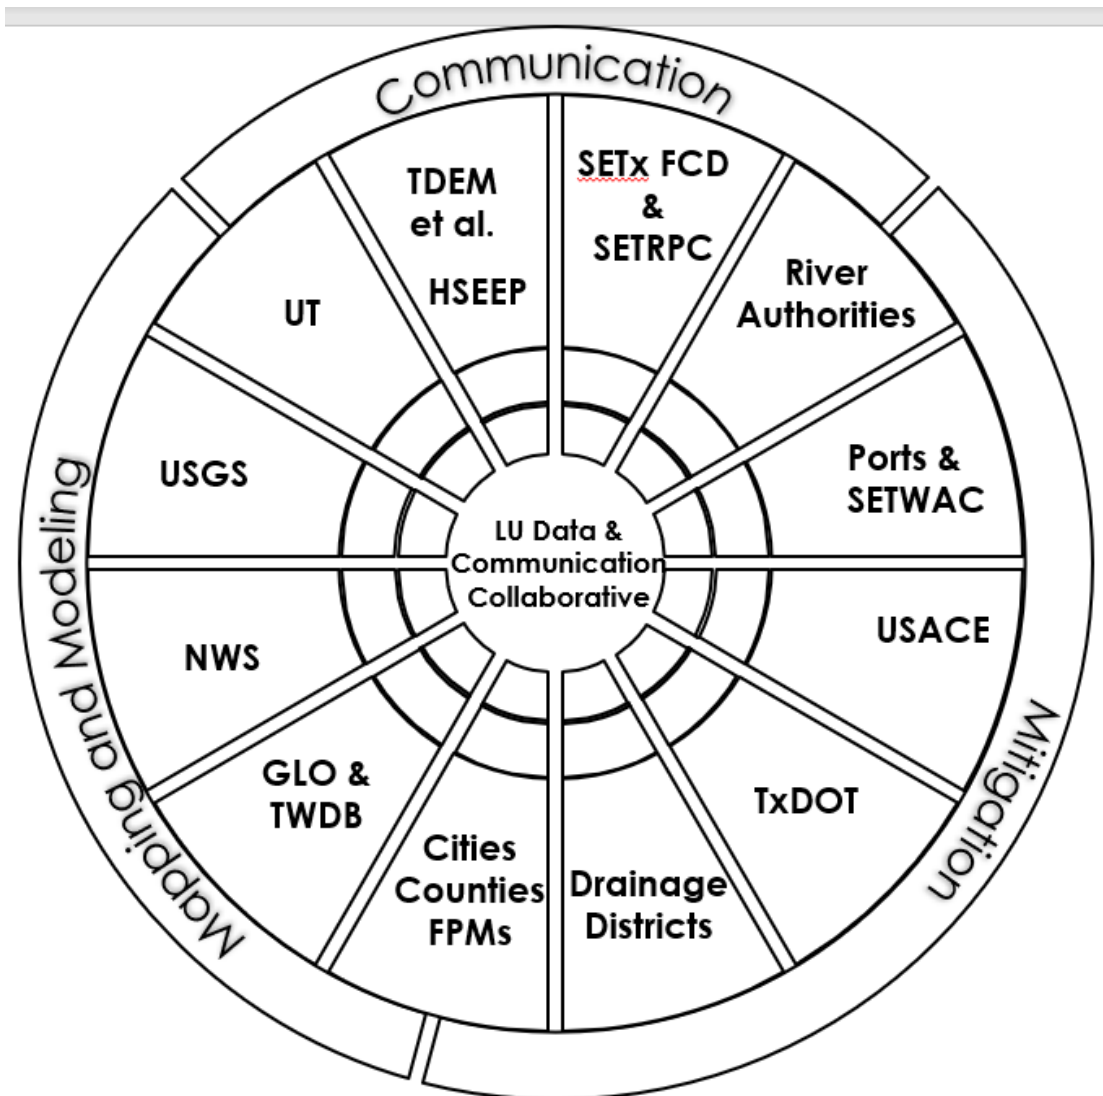 Communication
TDEM
et al.
HSEEP
SETx FCD
&
SETRPC
River
Authorities
Ports &
SETWAC
USACE
TxDOT
Drainage
Districts
Cities
Counties
FPMs
GLO &
TWDB
NWS
USGS
UT
LU Data &
Communication
Collaborative
Mitigation
Mapping and Modeling